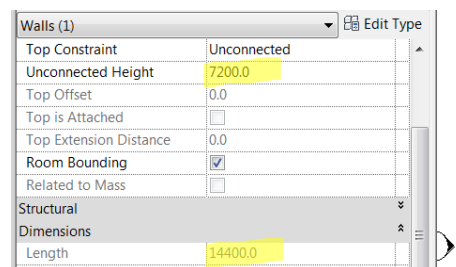 Walls (1) Edit Type
Top Constraint Unconnected
Unconnected Height 7200.0
Top Offset 0.0
Top is Attached
Top Extension Distance 0.0
Room Bounding
Related to Mass
Structural
Dimensions
Length 14400.0